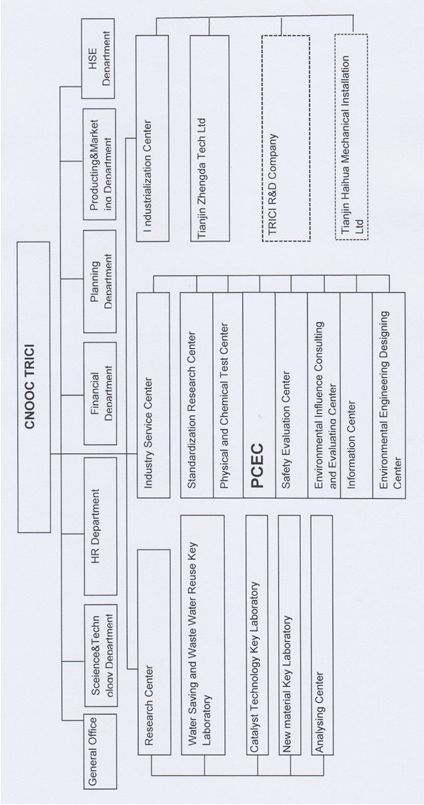 CNOOC TRICI
General Office
Sceience&Techn
ology Department
HR Department
Financial
Department
Planning
Department
Producting&Market
ing Department
HSE
Department
Research Center
Water Saving and Waste Water Reuse Key
Laboratory
Catalyst Technology Key Laboratory
New material Key Laboratory
Analysing Center
Industry Service Center
Standardization Research Center
Physical and Chemical Test Center
PCEC
Safety Evaluation Center
Environmental Influence Consulting
and Evaluating Center
Information Center
Environmental Engineering Designing
Center
Industrialization Center
Tianjin Zhengda Tech Ltd
TRICI R&D Company
Tianjin Haihua Mechanical Installation
Ltd